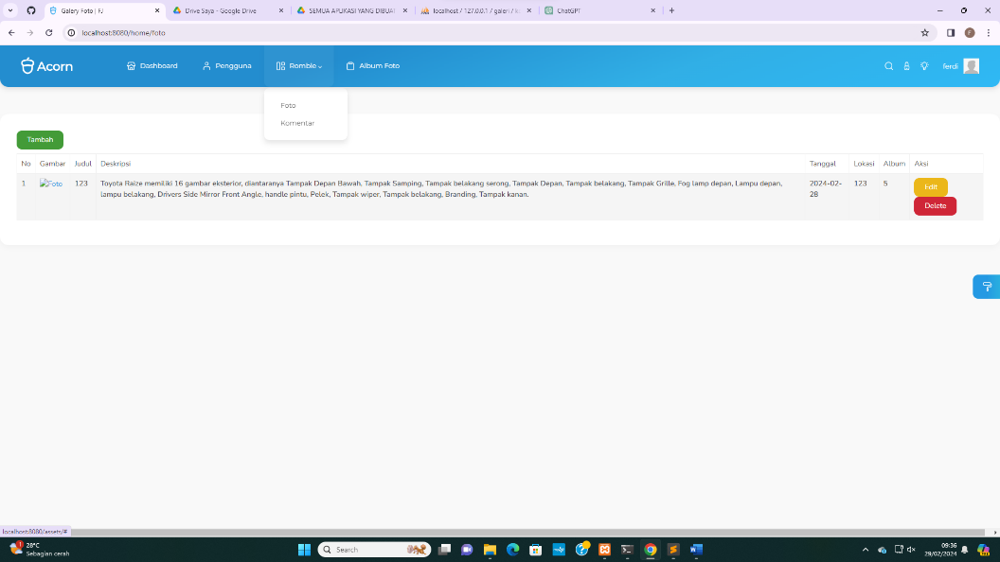 Galery Foto | FJ
Drive Saya - Google Drive
SEMUA APLIKASI YANG DIBUAT
localhost / 127.0.0.1 / galeri /
ChatGPT
localhost:8080/home/foto
F
Acorn
Dashboard
Pengguna
Romble
Album Foto
ferdi
Foto
Komentar
Tambah
No Gambar Judul Deskripsi Tanggal Lokasi Album Aksi
1 Foto 123 Toyota Raize memiliki 16 gambar eksterior, diantaranya Tampak Depan Bawah, Tampak Samping, Tampak belakang serong, Tampak Depan, Tampak belakang, Tampak Grille, Fog lamp depan, Lampu depan, 2024-02- 123 5 Edit
lampu belakang, Drivers Side Mirror Front Angle, handle pintu, Pelek, Tampak wiper, Tampak belakang, Branding, Tampak kanan. 28
Delete
localhost:8080/assets/#
1
28°C
Sebagian cerah
Search
09:36
29/02/2024